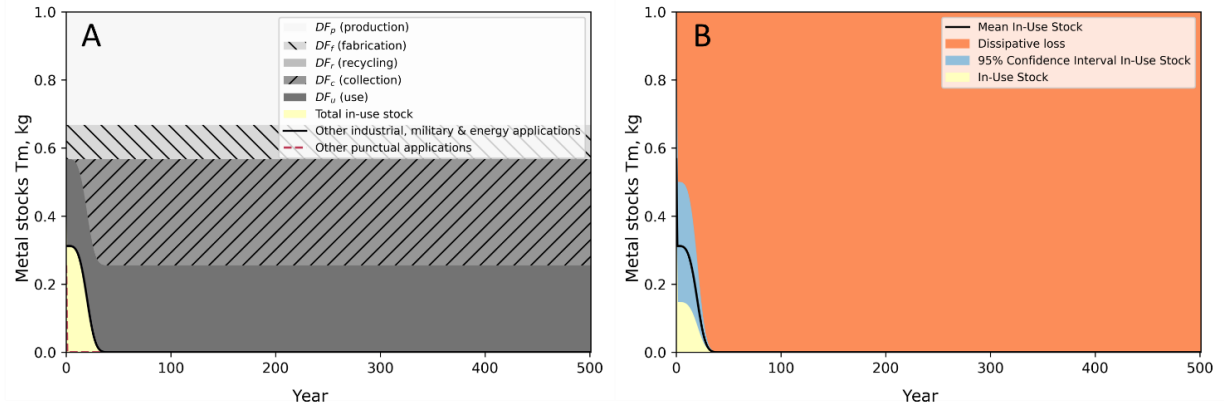 A
Metal stocks Tm, kg
1.0
0.8
0.6
0.4
0.2
0.0
DFp (production)
DFf (fabrication)
DFr (recycling)
DFc (collection)
DFu (use)
Total in-use stock
Other industrial, military & energy applications
Other punctual applications
0 100 200 300 400 500
Year
B
Metal stocks Tm, kg
1.0
0.8
0.6
0.4
0.2
0.0
Mean In-Use Stock
Dissipative loss
95% Confidence Interval In-Use Stock
In-Use Stock
0 100 200 300 400 500
Year